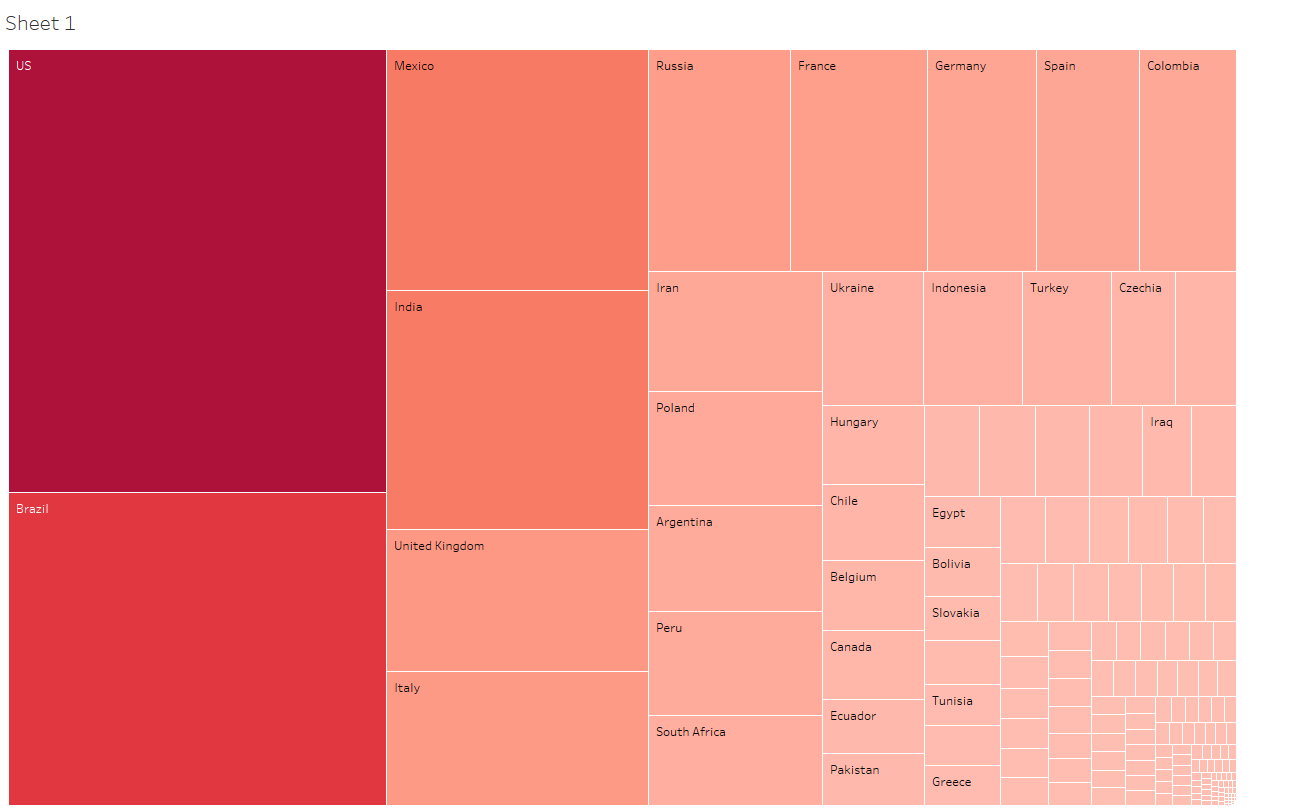 Sheet 1
US
Mexico
Russia
France
Germany
Spain
Colombia
Iran
Ukraine
Indonesia
Turkey
Czechia
India
Poland
Hungary
Iraq
Brazil
Chile
Egypt
Argentina
United Kingdom
Bolivia
Belgium
Slovakia
Peru
Canada
Italy
Tunisia
Ecuador
South Africa
Pakistan
Greece